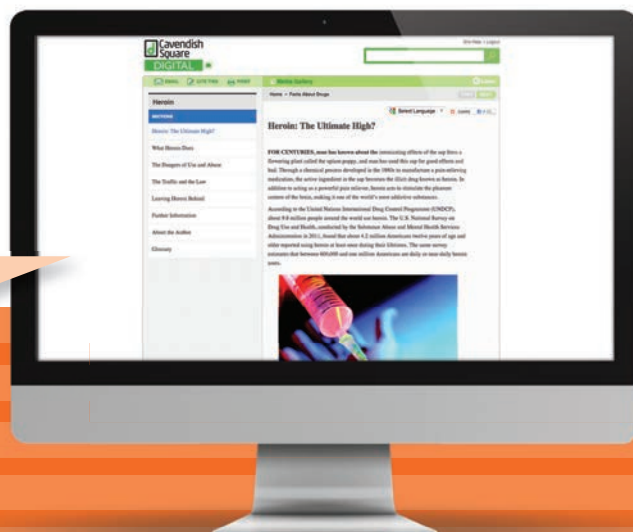 Cavendish
Square
DIGITAL
Site Help • Logout
EMAIL
CITE THIS
PRINT
Media Gallery
Home > Facts About Drugs
Heroin
SECTIONS
Heroin: The Ultimate High?
What Heroin Does
The Dangers of Use and Abuse
The Traffic and the Law
Leaving Heroin Behind
Further Information
About the Author
Glossary
Select Language
Heroin: The Ultimate High?
FOR CENTURIES, man has known about the intoxicating effects of the sap from a
flowering plant called the opium poppy, and man has used this sap for good effects and
bad. Through a chemical process developed in the 1800s to manufacture a pain-relieving
medication, the active ingredient in the sap becomes the illicit drug known as heroin. In
addition to acting as a powerful pain reliever, heroin acts to stimulate the pleasure
centers of the brain, making it one of the world's most addictive substances.
According to the United Nations International Drug Control Programme (UNDCP),
about 9.8 million people around the world use heroin. The U.S. National Survey on
Drug Use and Health, conducted by the Substance Abuse and Mental Health Services
Administration in 2011, found that about 4.2 million Americans twelve years of age and
older reported using heroin at least once during their lifetimes. The same survey
estimates that between 600,000 and one million Americans are daily or near-daily heroin
users.